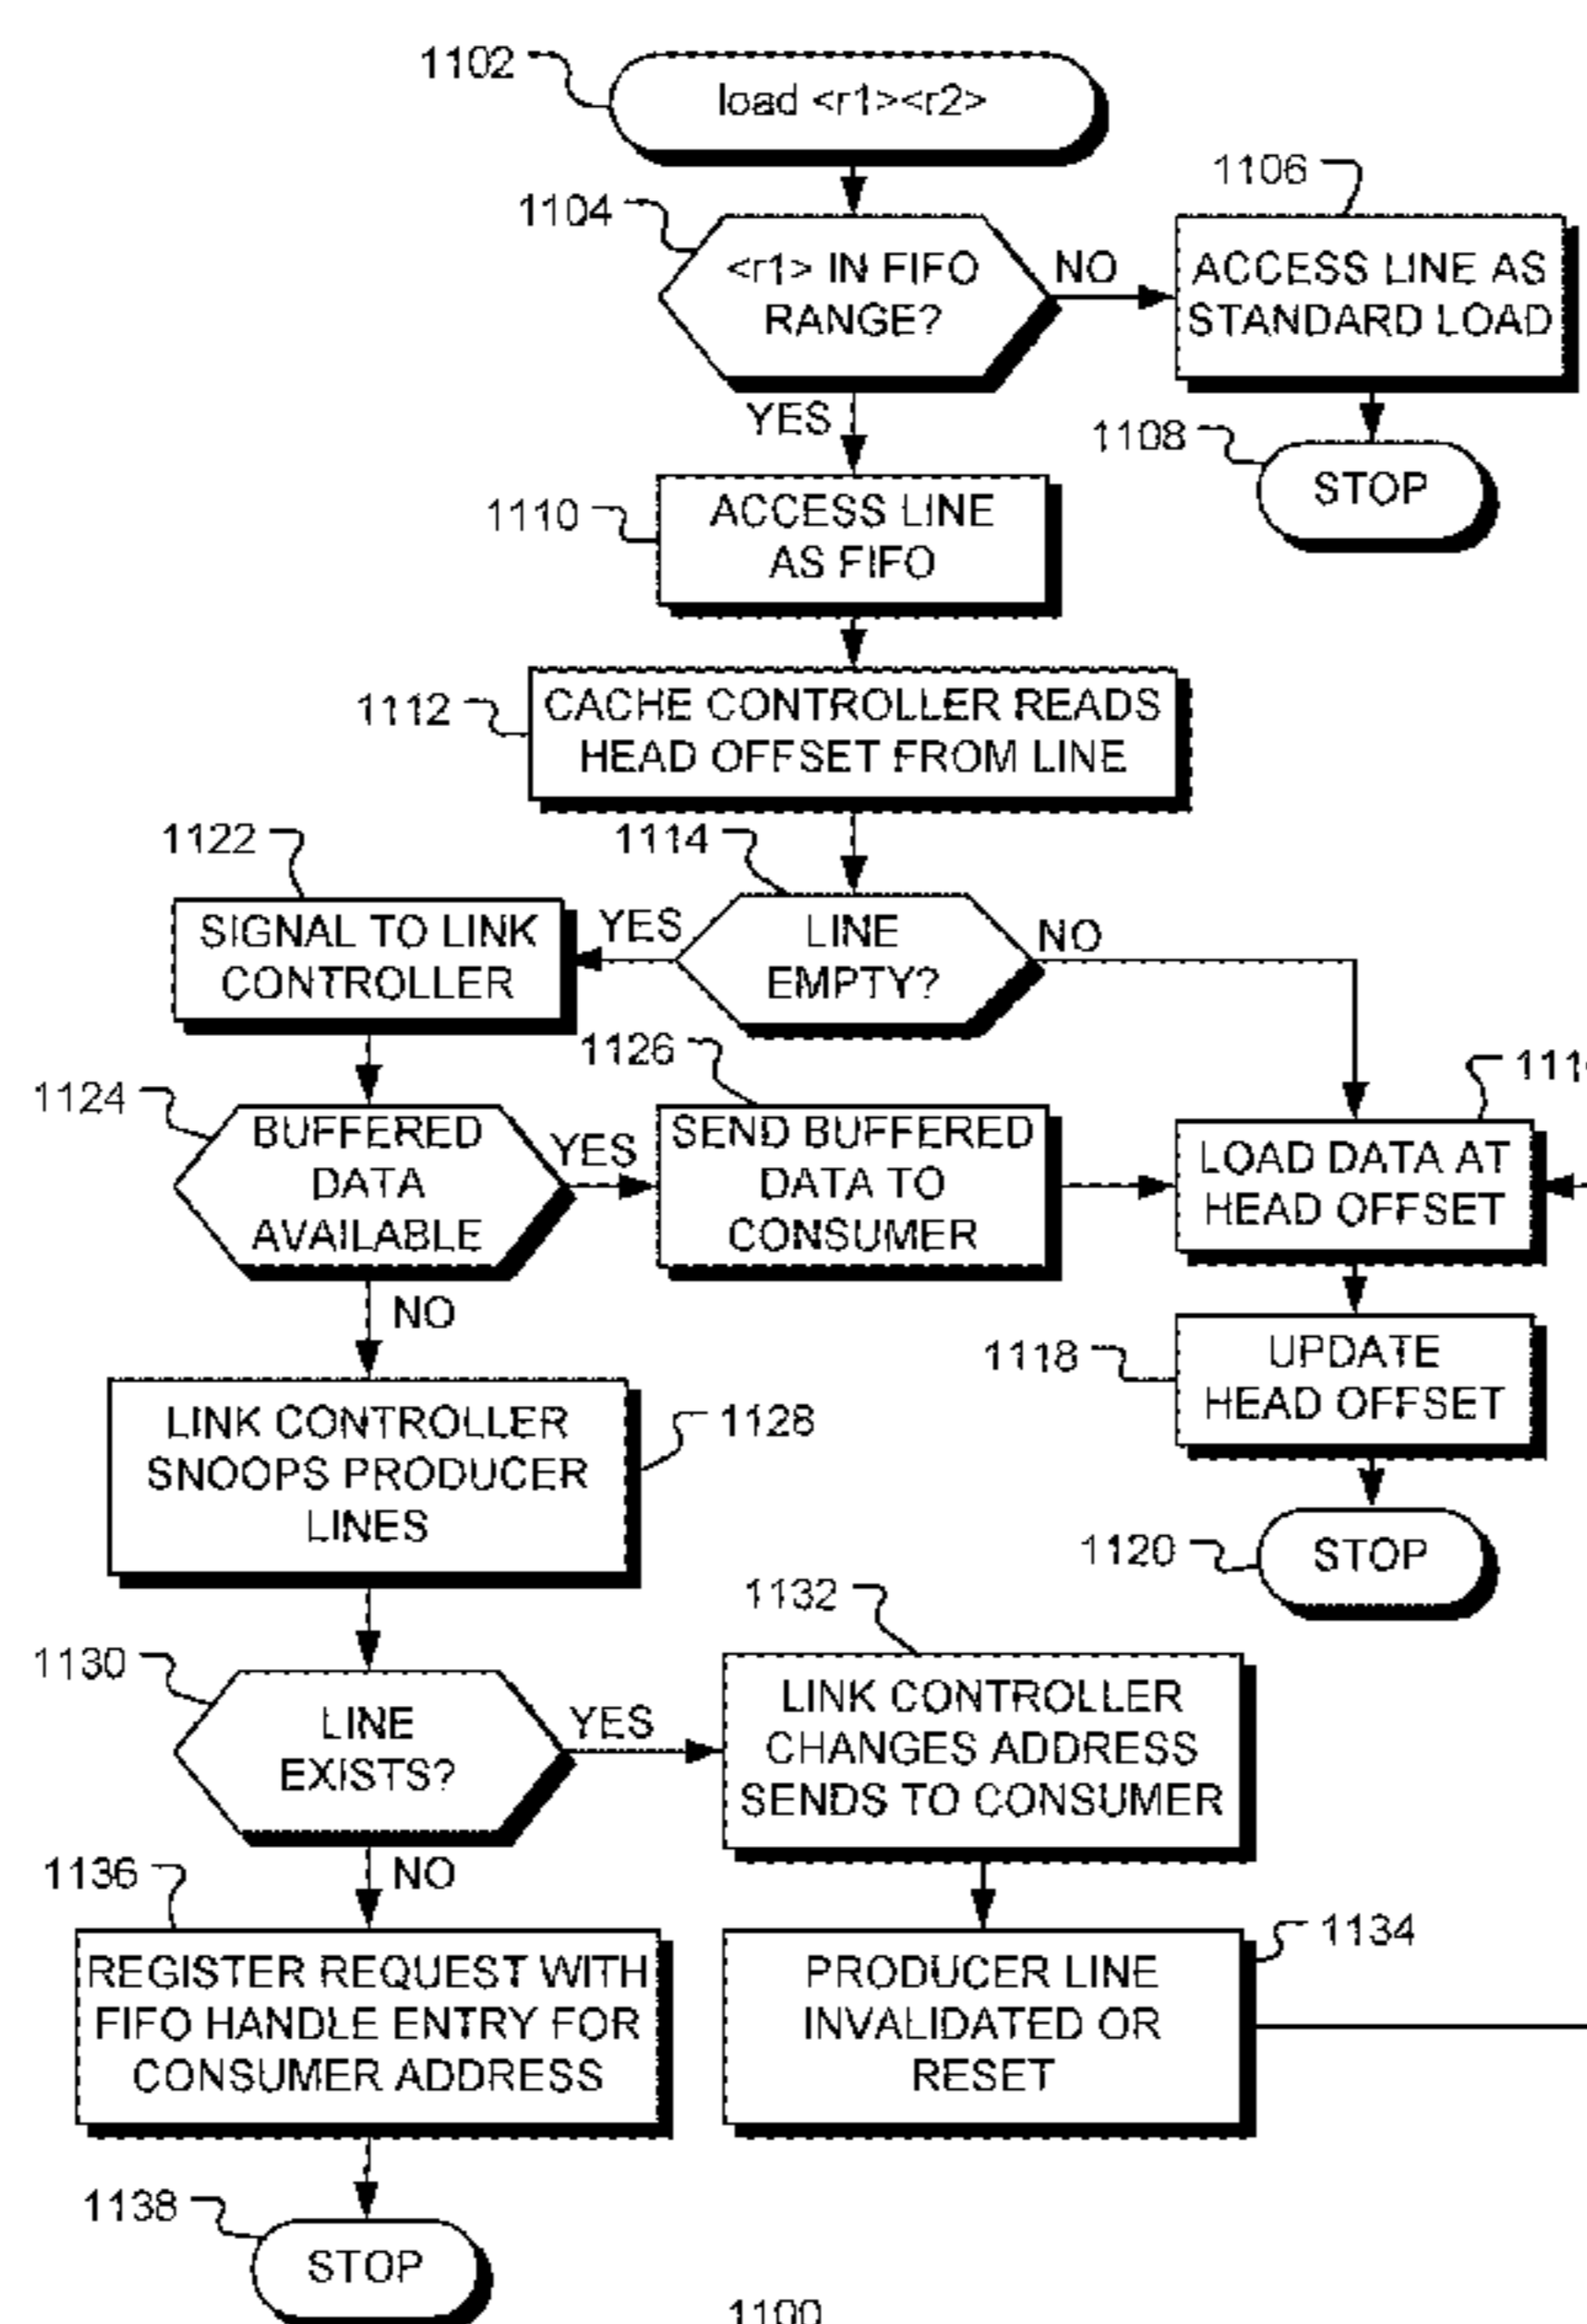 1102
load <r1><r2>
1104
<r1> IN FIFO
RANGE?
NO
1106
ACCESS LINE AS
STANDARD LOAD
YES
1108
STOP
1110
ACCESS LINE
AS FIFO
1112
CACHE CONTROLLER READS
HEAD OFFSET FROM LINE
1122
SIGNAL TO LINK
CONTROLLER
YES
1114
LINE
EMPTY?
NO
1124
BUFFERED
DATA
AVAILABLE
YES
1126
SEND BUFFERED
DATA TO
CONSUMER
LOAD DATA AT
HEAD OFFSET
NO
1118
UPDATE
HEAD OFFSET
1128
LINK CONTROLLER
SNOOPS PRODUCER
LINES
1120
STOP
1130
LINE
EXISTS?
YES
1132
LINK CONTROLLER
CHANGES ADDRESS
SENDS TO CONSUMER
NO
1136
REGISTER REQUEST WITH
FIFO HANDLE ENTRY FOR
CONSUMER ADDRESS
1134
PRODUCER LINE
INVALIDATED OR
RESET
1138
STOP
1100